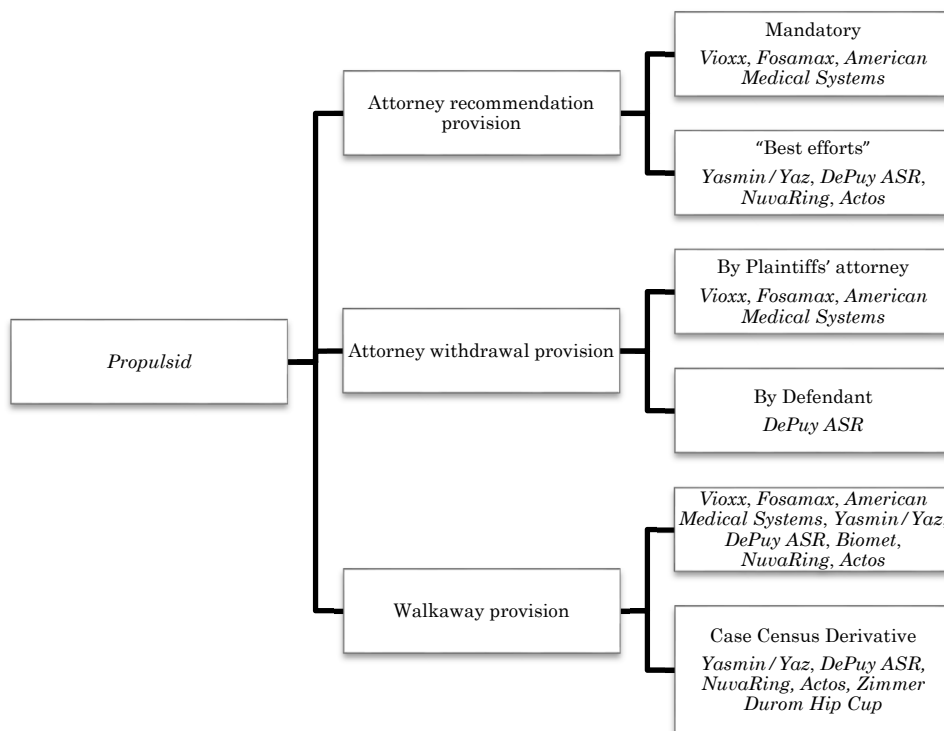 Propulsid
Attorney recommendation
provision
Mandatory
Vioxx, Fosamax, American
Medical Systems
“Best efforts”
Yasmin/Yaz, DePuy ASR,
NuvaRing, Actos
Attorney withdrawal provision
By Plaintiffs’ attorney
Vioxx, Fosamax, American
Medical Systems
By Defendant
DePuy ASR
Walkaway provision
Vioxx, Fosamax, American
Medical Systems, Yasmin/Yaz,
DePuy ASR, Biomet,
NuvaRing, Actos
Case Census Derivative
Yasmin/Yaz, DePuy ASR,
NuvaRing, Actos, Zimmer
Durom Hip Cup